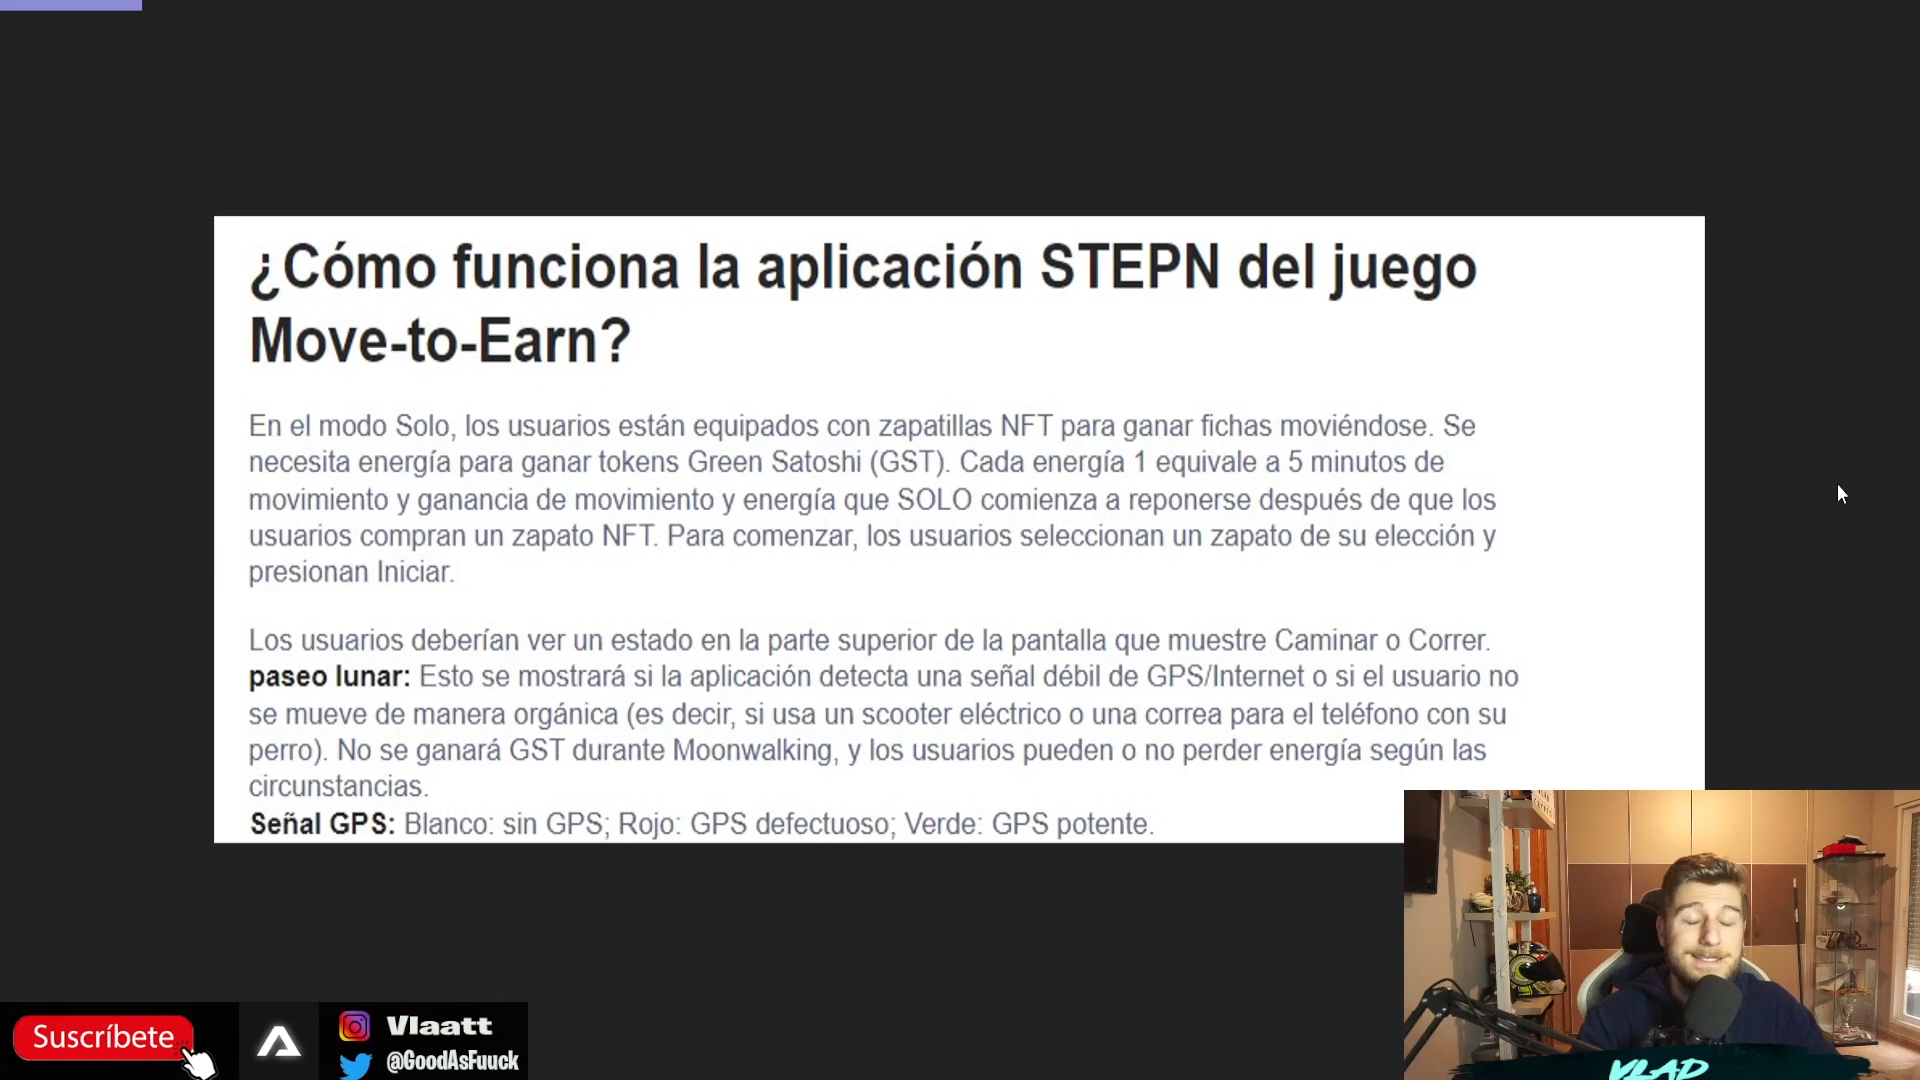 ¿Cómo funciona la aplicación STEPN del juego
Move-to-Earn?
En el modo Solo, los usuarios están equipados con zapatillas NFT para ganar fichas moviéndose. Se
necesita energía para ganar tokens Green Satoshi (GST). Cada energía 1 equivale a 5 minutos de
movimiento y ganancia de movimiento y energía que SOLO comienza a reponerse después de que los
usuarios compran un zapato NFT. Para comenzar, los usuarios seleccionan un zapato de su elección y
presionan Iniciar.
Los usuarios deberían ver un estado en la parte superior de la pantalla que muestre Caminar o Correr.
paseo lunar: Esto se mostrará si la aplicación detecta una señal débil de GPS/Internet o si el usuario no
se mueve de manera orgánica (es decir, si usa un scooter eléctrico o una correa para el teléfono con su
perro). No se ganará GST durante Moonwalking, y los usuarios pueden o no perder energía según las
circunstancias.
Señal GPS: Blanco: sin GPS; Rojo: GPS defectuoso; Verde: GPS potente.
Suscríbete
Vlaatt
@GoodAsFuuck
VLAD